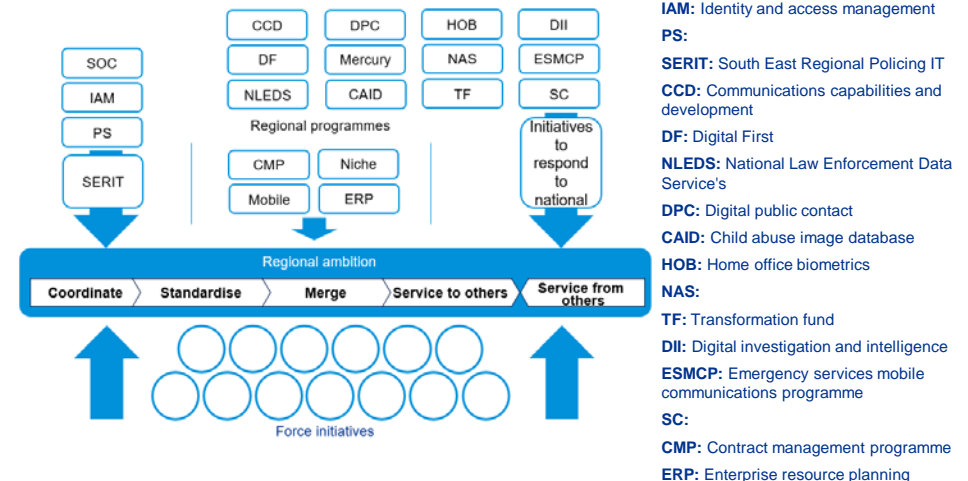 CCD
DPC
HOB
DII
SOC
DF
Mercury
NAS
ESMCP
IAM
NLEDS
CAID
TF
SC
PS
Regional programmes
Initiatives
to
respond
to
national
SERIT
CMP
Niche
Mobile
ERP
Regional ambition
Coordinate
Standardise
Merge
Service to others
Service from
others
Force initiatives
IAM: Identity and access management
PS:
SERIT: South East Regional Policing IT
CCD: Communications capabilities and
development
DF: Digital First
NLEDS: National Law Enforcement Data
Service's
DPC: Digital public contact
CAID: Child abuse image database
HOB: Home office biometrics
NAS:
TF: Transformation fund
DII: Digital investigation and intelligence
ESMCP: Emergency services mobile
communications programme
SC:
CMP: Contract management programme
ERP: Enterprise resource planning